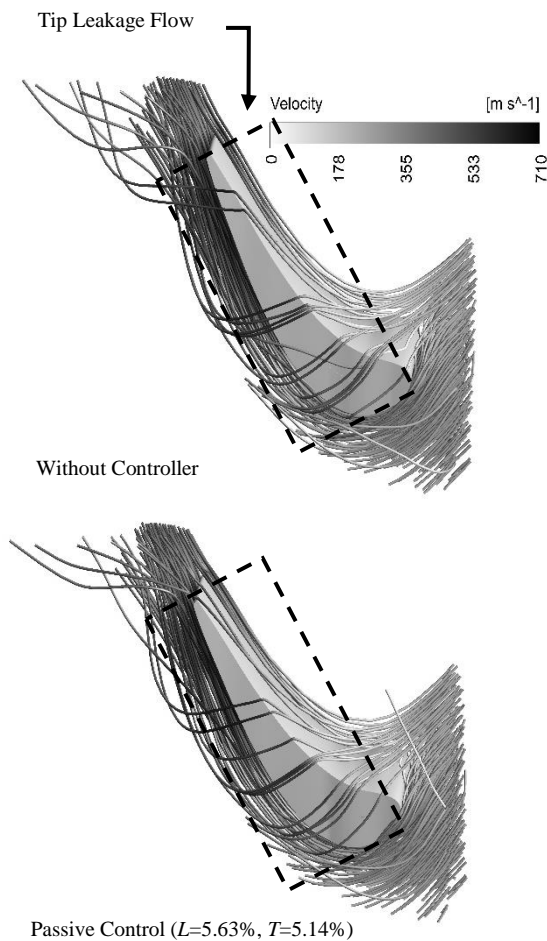 Tip Leakage Flow
Velocity [m s^-1]
0 178 355 533 710
Without Controller
Passive Control (L=5.63%, T=5.14%)